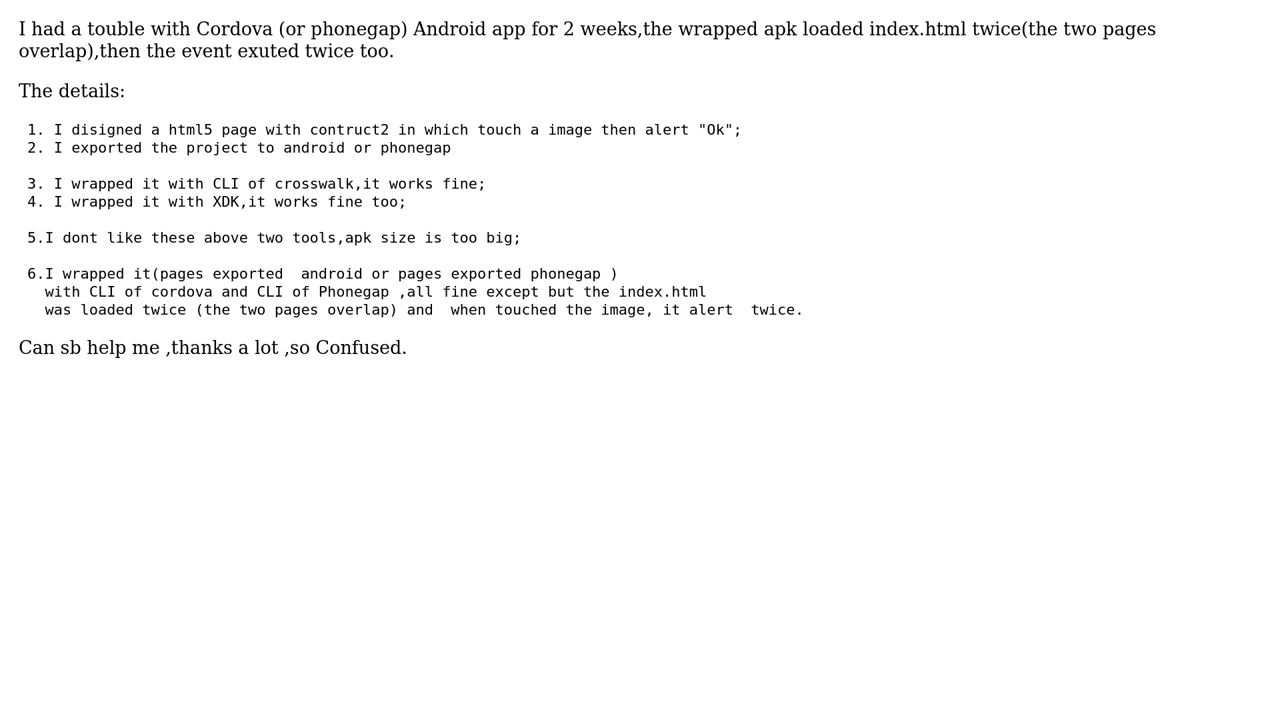 I had a touble with Cordova (or phonegap) Android app for 2 weeks,the wrapped apk loaded index.html twice(the two pages
overlap),then the event exuted twice too.
The details:
1. I disigned a html5 page with contruct2 in which touch a image then alert "Ok";
2. I exported the project to android or phonegap
3. I wrapped it with CLI of crosswalk,it works fine;
4. I wrapped it with XDK,it works fine too;
5.I dont like these above two tools,apk size is too big;
6.I wrapped it(pages exported  android or pages exported phonegap )
with CLI of cordova and CLI of Phonegap ,all fine except but the index.html
was loaded twice (the two pages overlap) and  when touched the image, it alert  twice.
Can sb help me ,thanks a lot ,so Confused.